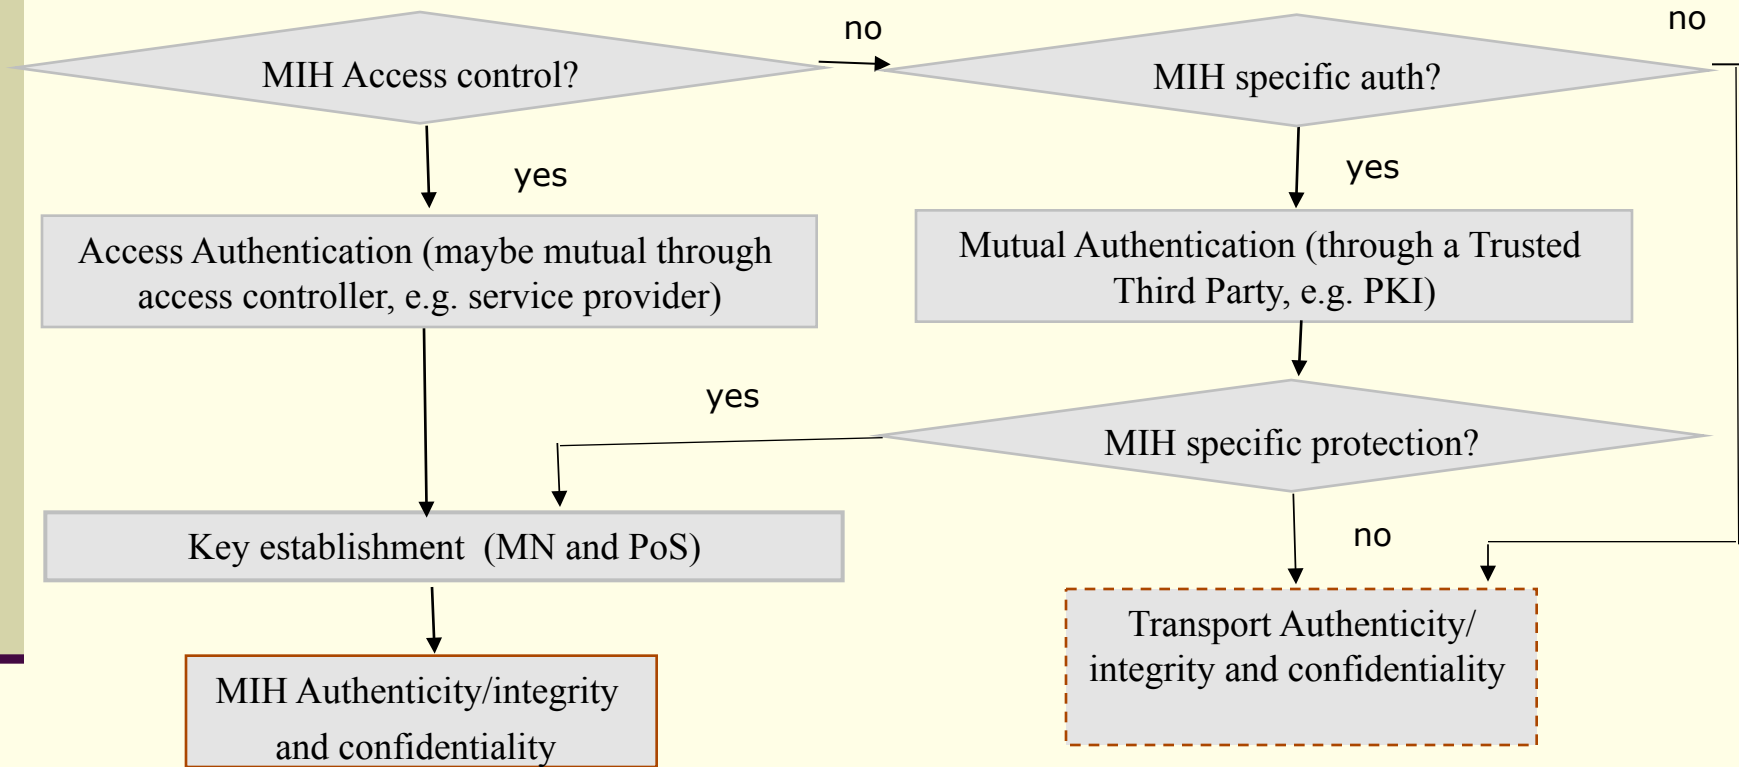 no
no
MIH Access control?
MIH specific auth?
yes
yes
Access Authentication (maybe mutual through
access controller, e.g. service provider)
Mutual Authentication (through a Trusted
Third Party, e.g. PKI)
yes
MIH specific protection?
Key establishment (MN and PoS)
no
Transport Authenticity/
integrity and confidentiality
MIH Authenticity/integrity
and confidentiality